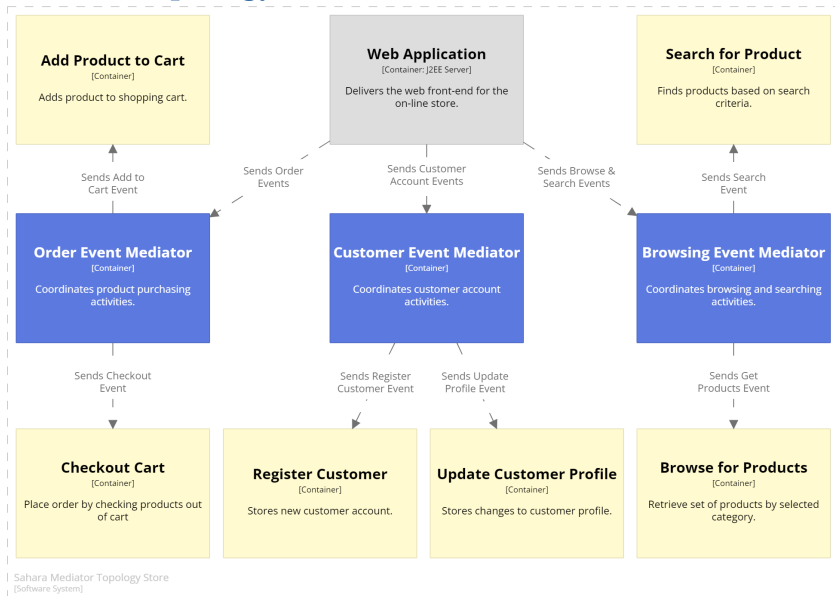 Add Product to Cart
[Container]
Adds product to shopping cart.
Web Application
[Container: J2EE Server]
Delivers the web front-end for the
on-line store.
Search for Product
[Container]
Finds products based on search
criteria.
Sends Add to
Cart Event
Sends Order
Events
Sends Customer
Account Events
Sends Browse &
Search Events
Sends Search
Event
Order Event Mediator
[Container]
Coordinates product purchasing
activities.
Customer Event Mediator
[Container]
Coordinates customer account
activities.
Browsing Event Mediator
[Container]
Coordinates browsing and searching
activities.
Sends Checkout
Event
Sends Register
Customer Event
Sends Update
Profile Event
Sends Get
Products Event
Checkout Cart
[Container]
Place order by checking products out
of cart
Register Customer
[Container]
Stores new customer account.
Update Customer Profile
[Container]
Stores changes to customer profile.
Browse for Products
[Container]
Retrieve set of products by selected
category.
Sahara Mediator Topology Store
[Software System]